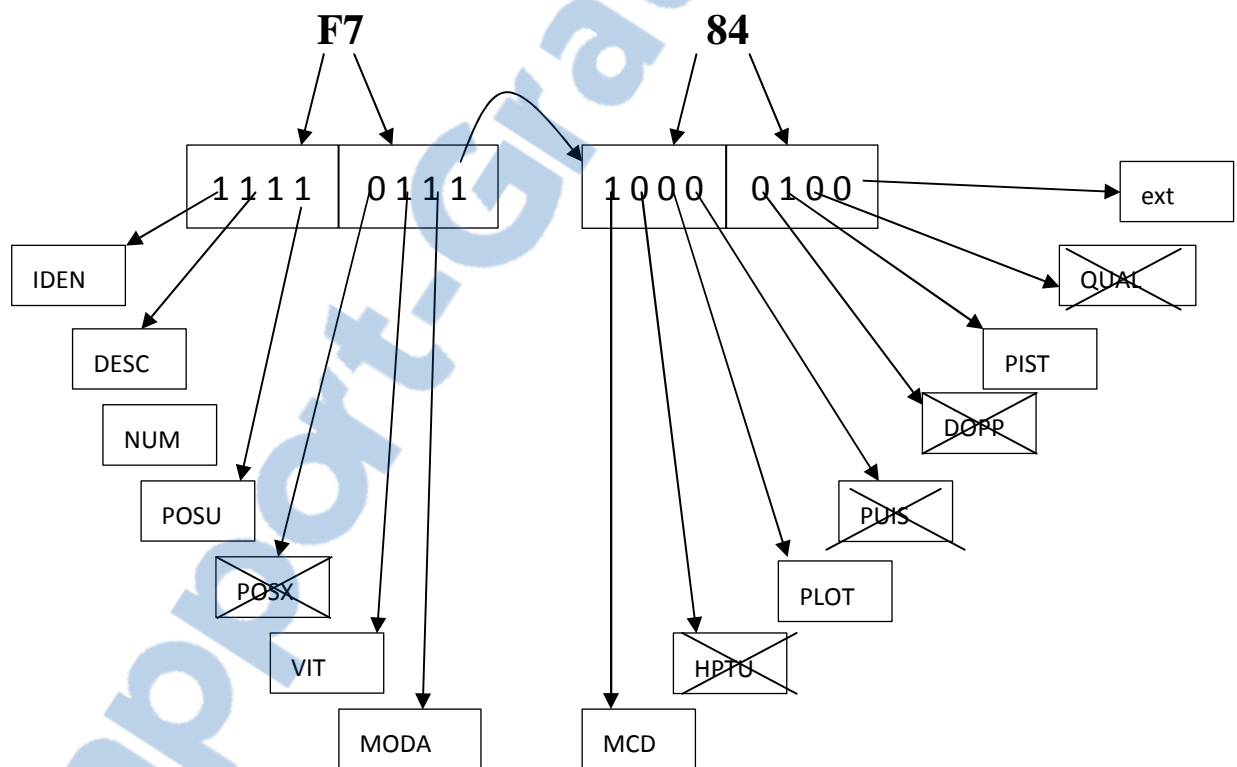 F7 84
1 1 1 1 0 1 1 1 1 0 0 0 0 1 0 0
ext
IDEN
QUAL
DESC
PIST
NUM
DOPP
POSU
PUIS
POSX
PLOT
VIT
HPTU
MODA
MCD